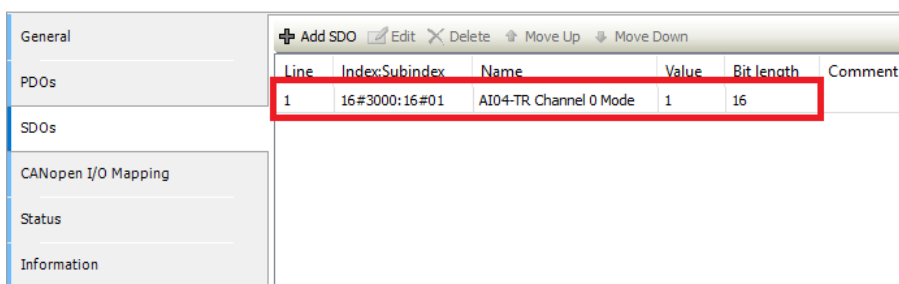 General
PDOs
SDOs
CANopen I/O Mapping
Status
Information
Add SDO Edit Delete Move Up Move Down
Line Index:Subindex Name Value Bit length Comment
1 16#3000:16#01 AI04-TR Channel 0 Mode 1 16